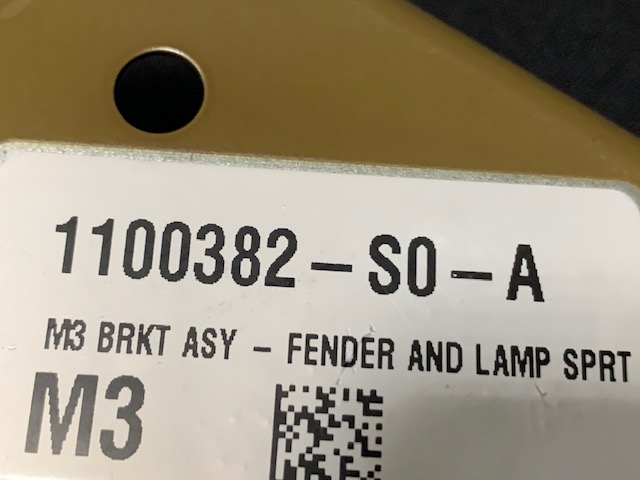 1100382-S0-A
M3 BRKT ASY - FENDER AND LAMP SPRT
M3